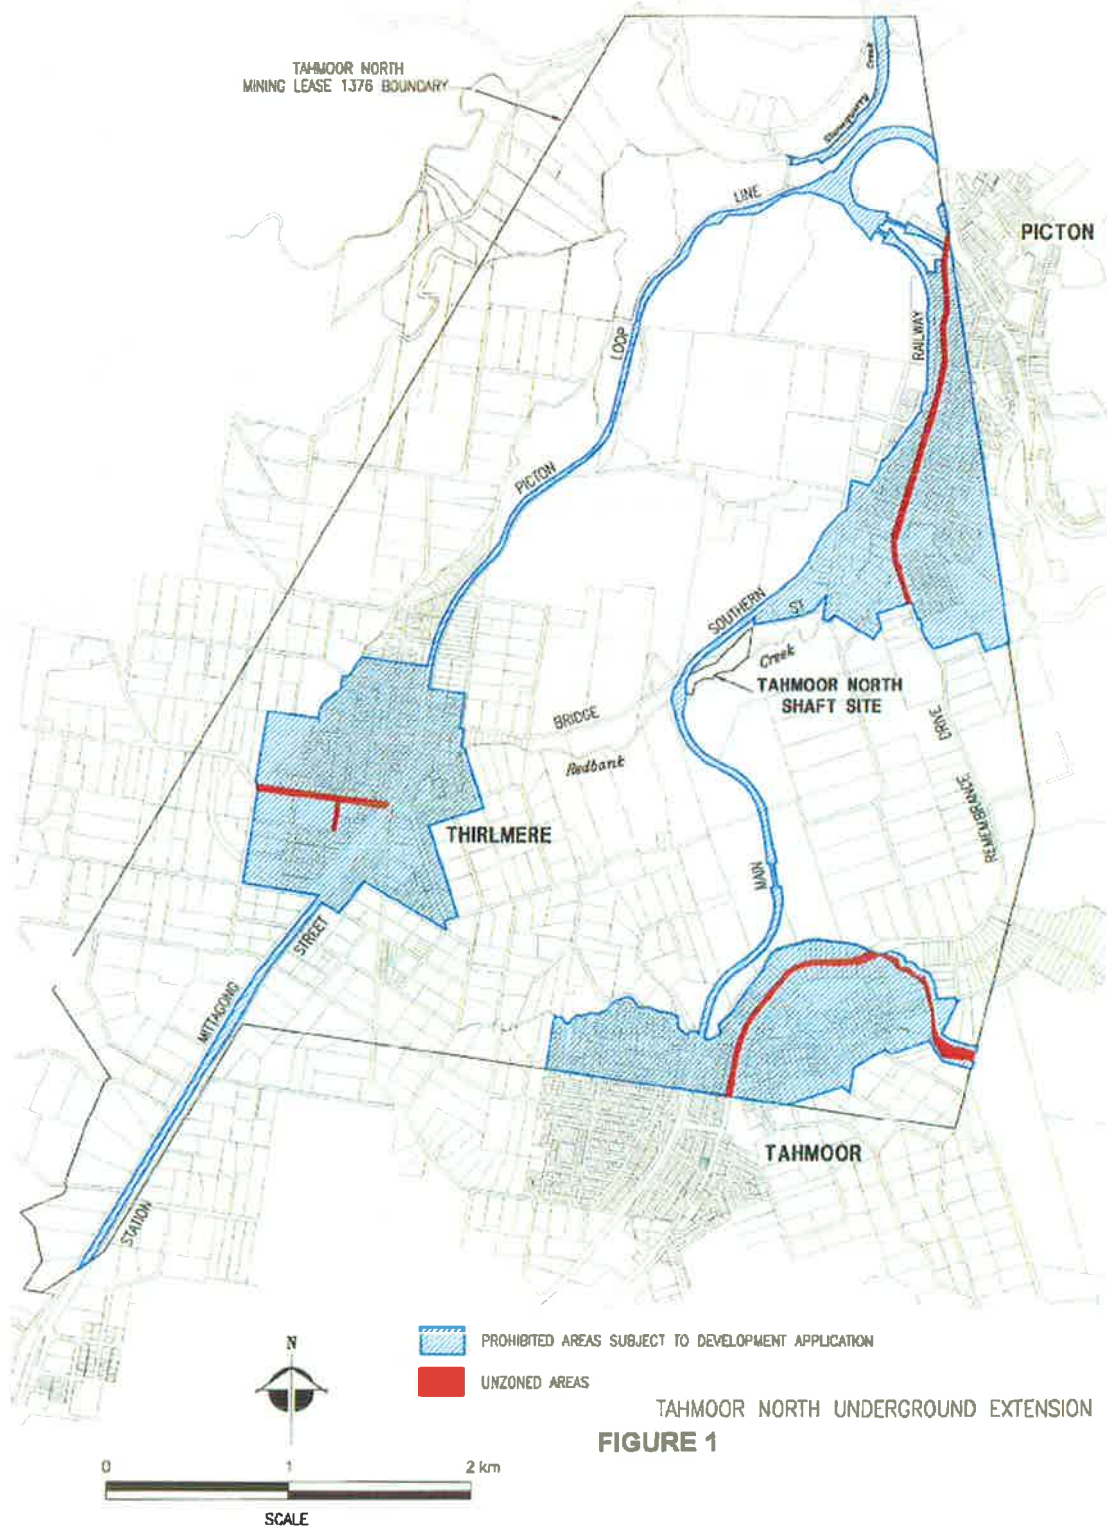 TAHMOOR NORTH
MINING LEASE 1376 BOUNDARY
Creek
Stonequarry
LINE
PICTON
RAILWAY
LOOP
PICTON
SOUTHERN
ST
Creek
TAHMOOR NORTH
SHAFT SITE
BRIDGE
DRIVE
Redbank
REMEMBRANCE
THIRLMERE
MAIN
STREET
MITTAGONG
TAHMOOR
STATION
N
PROHIBITED AREAS SUBJECT TO DEVELOPMENT APPLICATION
UNZONED AREAS
TAHMOOR NORTH UNDERGROUND EXTENSION
FIGURE 1
0 1 2 km
SCALE